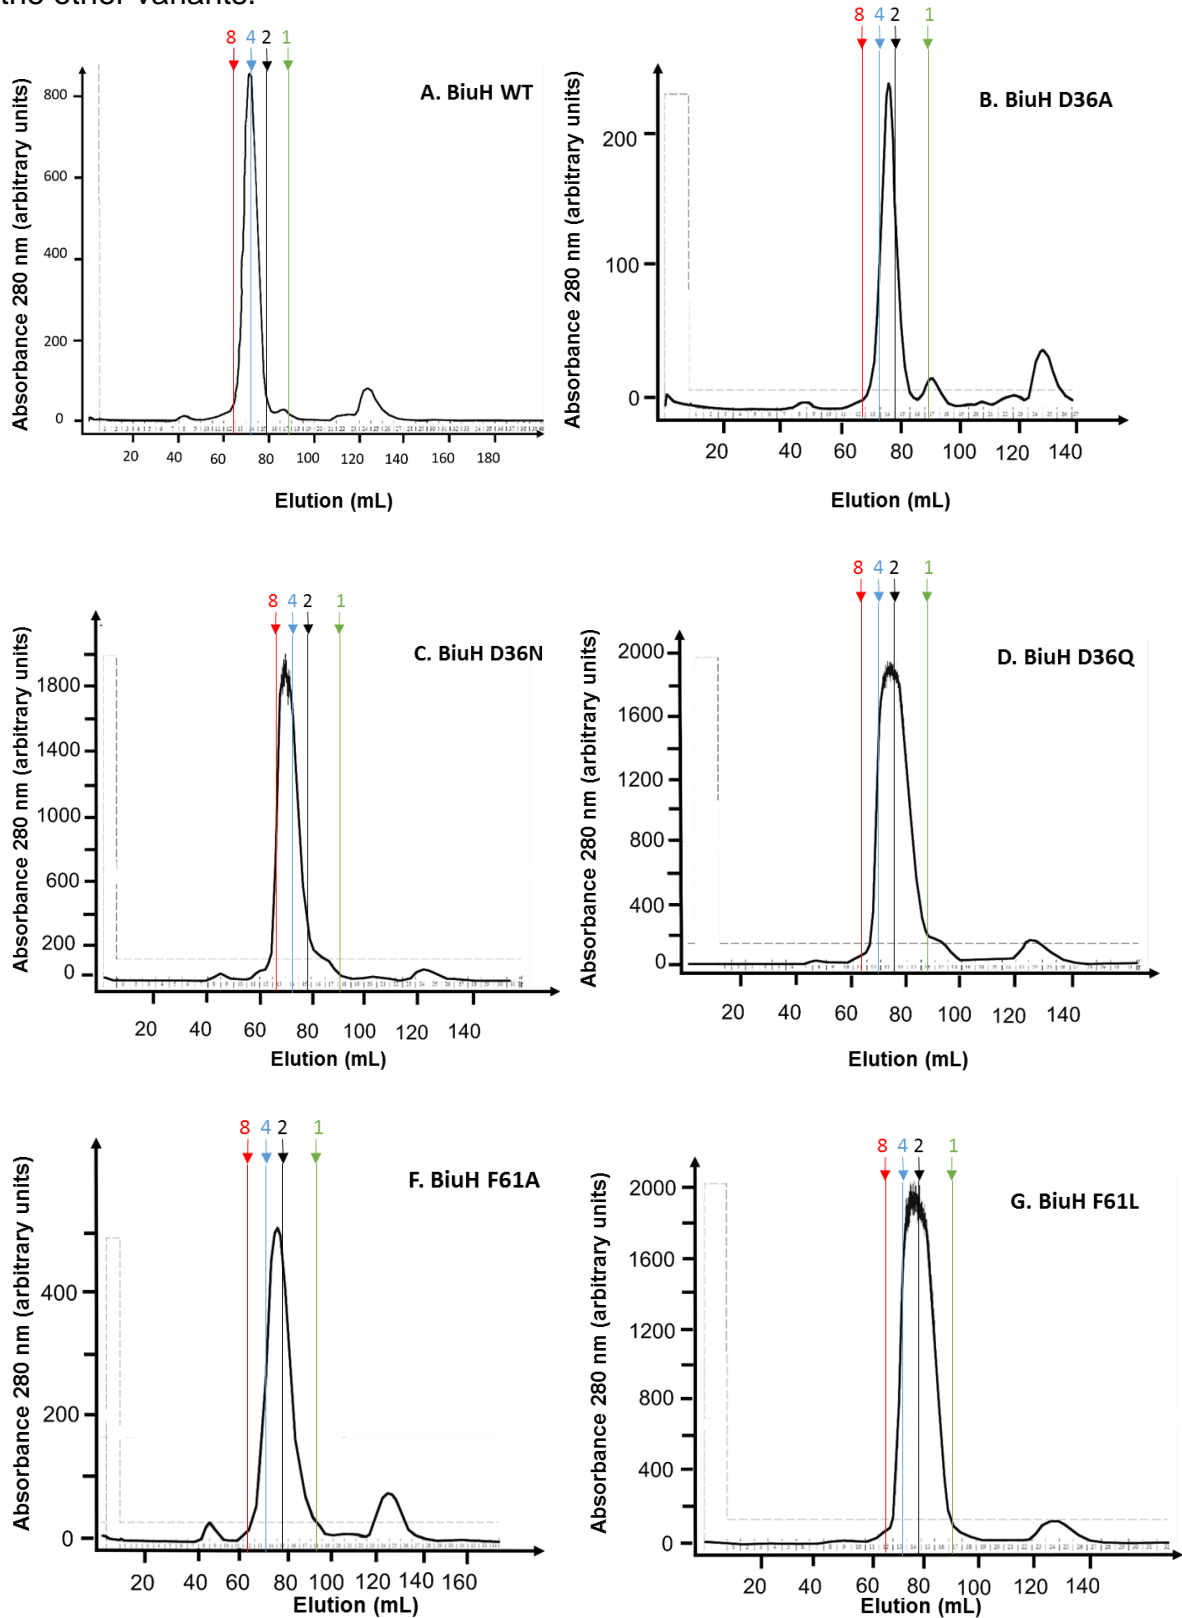 the other variants.
8 4 2 1
A. BiuH WT
Absorbance 280 nm (arbitrary units)
800
600
400
200
0
20 40 60 80 100 120 140 160 180
Elution (mL)
8 4 2 1
B. BiuH D36A
Absorbance 280 nm (arbitrary units)
200
100
0
20 40 60 80 100 120 140
Elution (mL)
8 4 2 1
C. BiuH D36N
Absorbance 280 nm (arbitrary units)
1800
1400
1000
600
200
0
20 40 60 80 100 120 140
Elution (mL)
8 4 2 1
D. BiuH D36Q
Absorbance 280 nm (arbitrary units)
2000
1600
1200
800
400
0
20 40 60 80 100 120 140
Elution (mL)
8 4 2 1
F. BiuH F61A
Absorbance 280 nm (arbitrary units)
400
200
0
20 40 60 80 100 120 140 160
Elution (mL)
8 4 2 1
G. BiuH F61L
Absorbance 280 nm (arbitrary units)
2000
1600
1200
800
400
0
20 40 60 80 100 120 140
Elution (mL)